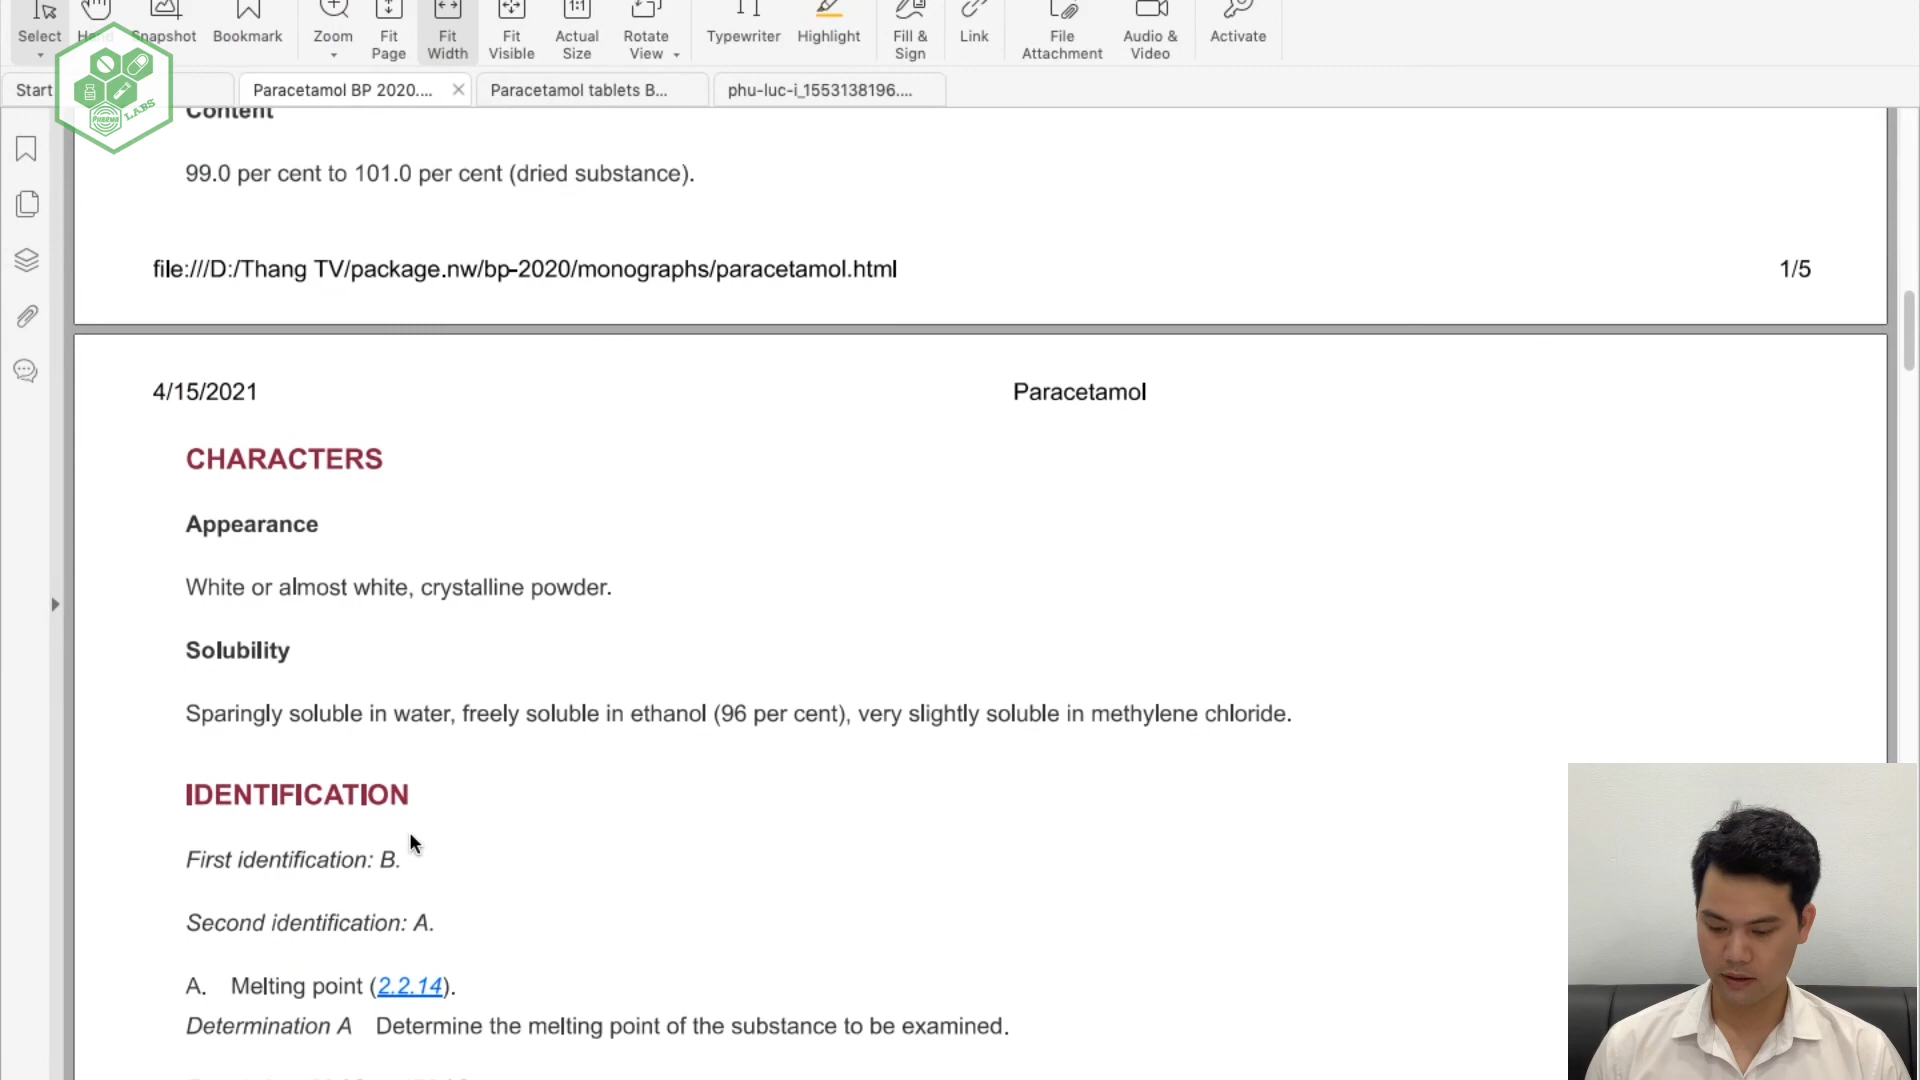 Select
Hand
Snapshot
Bookmark
Zoom
Fit
Page
Fit
Width
Fit
Visible
Actual
Size
Rotate
View
Typewriter
Highlight
Fill &
Sign
Link
File
Attachment
Audio &
Video
Activate
Start
Paracetamol BP 2020....
Paracetamol tablets B...
phu-luc-i_1553138196....
PHARMA LABS
Content
99.0 per cent to 101.0 per cent (dried substance).
file:///D:/Thang TV/package.nw/bp-2020/monographs/paracetamol.html 1/5
4/15/2021 Paracetamol
CHARACTERS
Appearance
White or almost white, crystalline powder.
Solubility
Sparingly soluble in water, freely soluble in ethanol (96 per cent), very slightly soluble in methylene chloride.
IDENTIFICATION
First identification: B.
Second identification: A.
A. Melting point (2.2.14).
Determination A Determine the melting point of the substance to be examined.